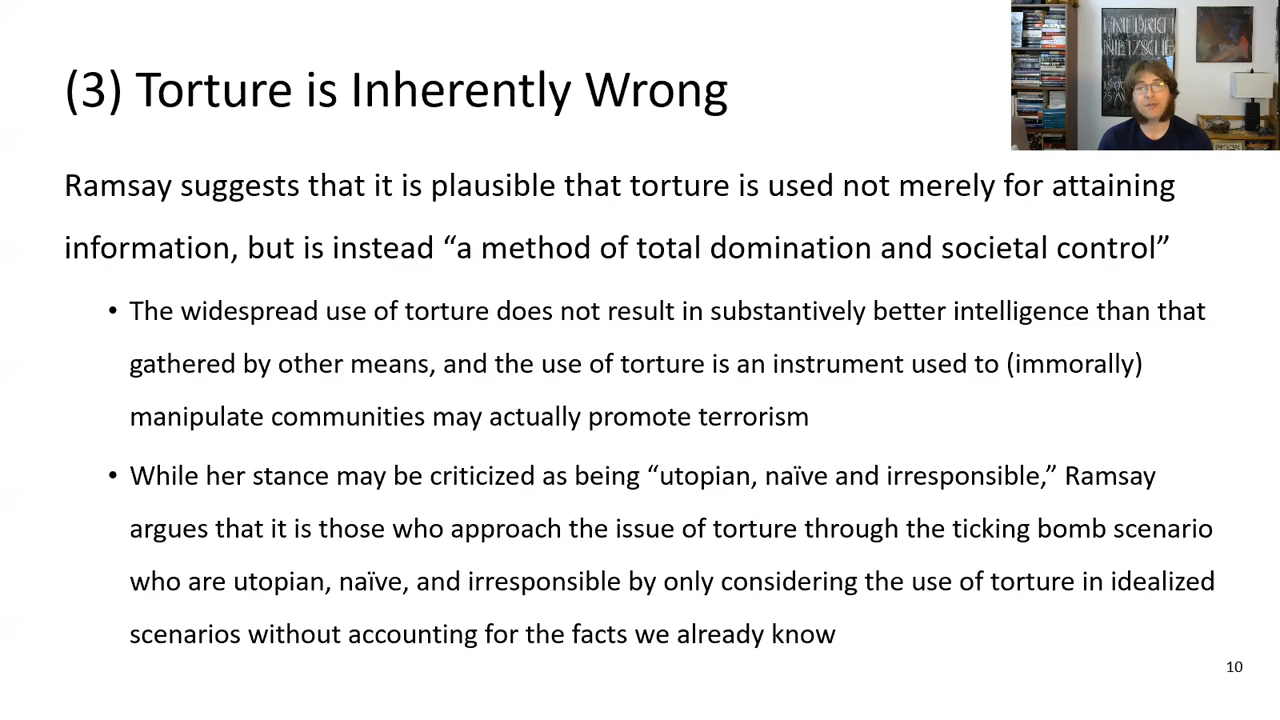 (3) Torture is Inherently Wrong
Ramsay suggests that it is plausible that torture is used not merely for attaining
information, but is instead “a method of total domination and societal control”
• The widespread use of torture does not result in substantively better intelligence than that
gathered by other means, and the use of torture is an instrument used to (immorally)
manipulate communities may actually promote terrorism
• While her stance may be criticized as being “utopian, naïve and irresponsible,” Ramsay
argues that it is those who approach the issue of torture through the ticking bomb scenario
who are utopian, naïve, and irresponsible by only considering the use of torture in idealized
scenarios without accounting for the facts we already know
10
NIETZSCHE